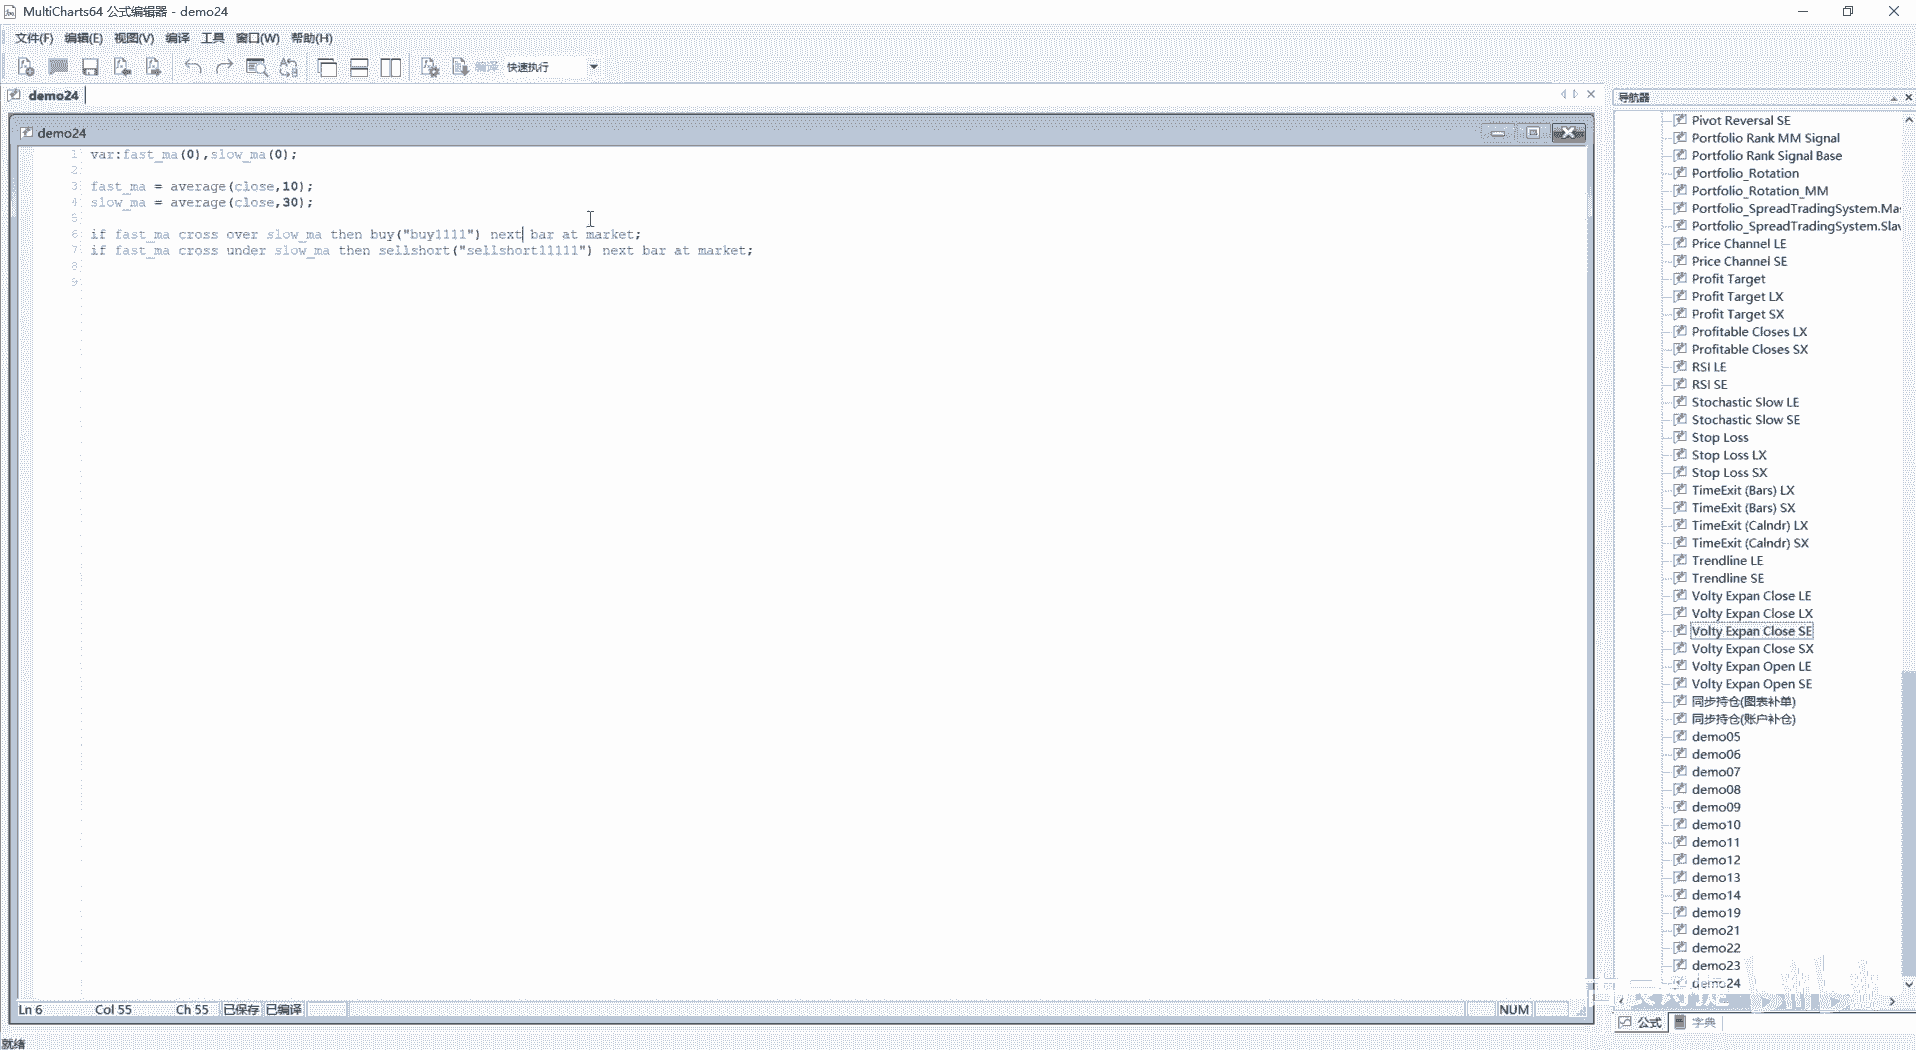 MultiCharts64 公式编辑器 - demo24
文件(F) 编辑(E) 视图(V) 编译 工具 窗口(W) 帮助(H)
编译 快速执行
demo24
导航器
demo24
1 var:fast_ma(0),slow_ma(0);
2
3 fast_ma = average(close,10);
4 slow_ma = average(close,30);
5
6 if fast_ma cross over slow_ma then buy("buy1111") next bar at market;
7 if fast_ma cross under slow_ma then sellshort("sellshort11111") next bar at market;
8
9
Pivot Reversal SE
Portfolio Rank MM Signal
Portfolio Rank Signal Base
Portfolio_Rotation
Portfolio_Rotation_MM
Portfolio_SpreadTradingSystem.Ma
Portfolio_SpreadTradingSystem.Slav
Price Channel LE
Price Channel SE
Profit Target
Profit Target LX
Profit Target SX
Profitable Closes LX
Profitable Closes SX
RSI LE
RSI SE
Stochastic Slow LE
Stochastic Slow SE
Stop Loss
Stop Loss LX
Stop Loss SX
TimeExit (Bars) LX
TimeExit (Bars) SX
TimeExit (Calndr) LX
TimeExit (Calndr) SX
Trendline LE
Trendline SE
Volty Expan Close LE
Volty Expan Close LX
Volty Expan Close SE
Volty Expan Close SX
Volty Expan Open LE
Volty Expan Open SE
同步持仓(图表补单)
同步持仓(账户补仓)
demo05
demo06
demo07
demo08
demo09
demo10
demo11
demo12
demo13
demo14
demo19
demo21
demo22
demo23
demo24
公式 字典
Ln 6 Col 55 Ch 55 已保存 已编译 NUM
就绪